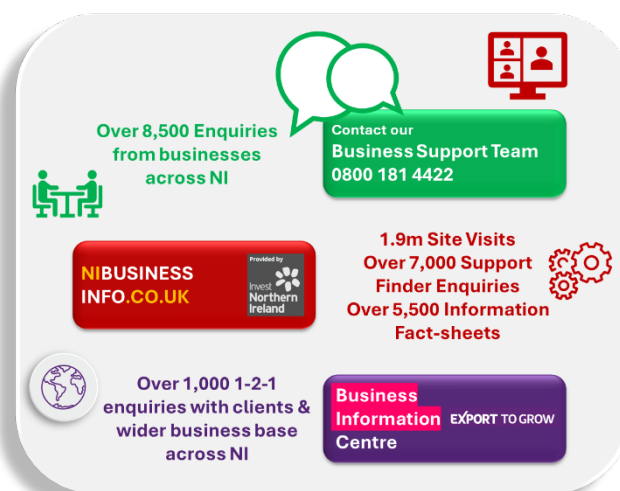 Over 8,500 Enquiries
from businesses
across NI
Contact our
Business Support Team
0800 181 4422
NIBUSINESS
INFO.CO.UK
Provided by
Invest
Northern
Ireland
1.9m Site Visits
Over 7,000 Support
Finder Enquiries
Over 5,500 Information
Fact-sheets
Over 1,000 1-2-1
enquiries with clients &
wider business base
across NI
Business
Information
Centre
EXPORT TO GROW